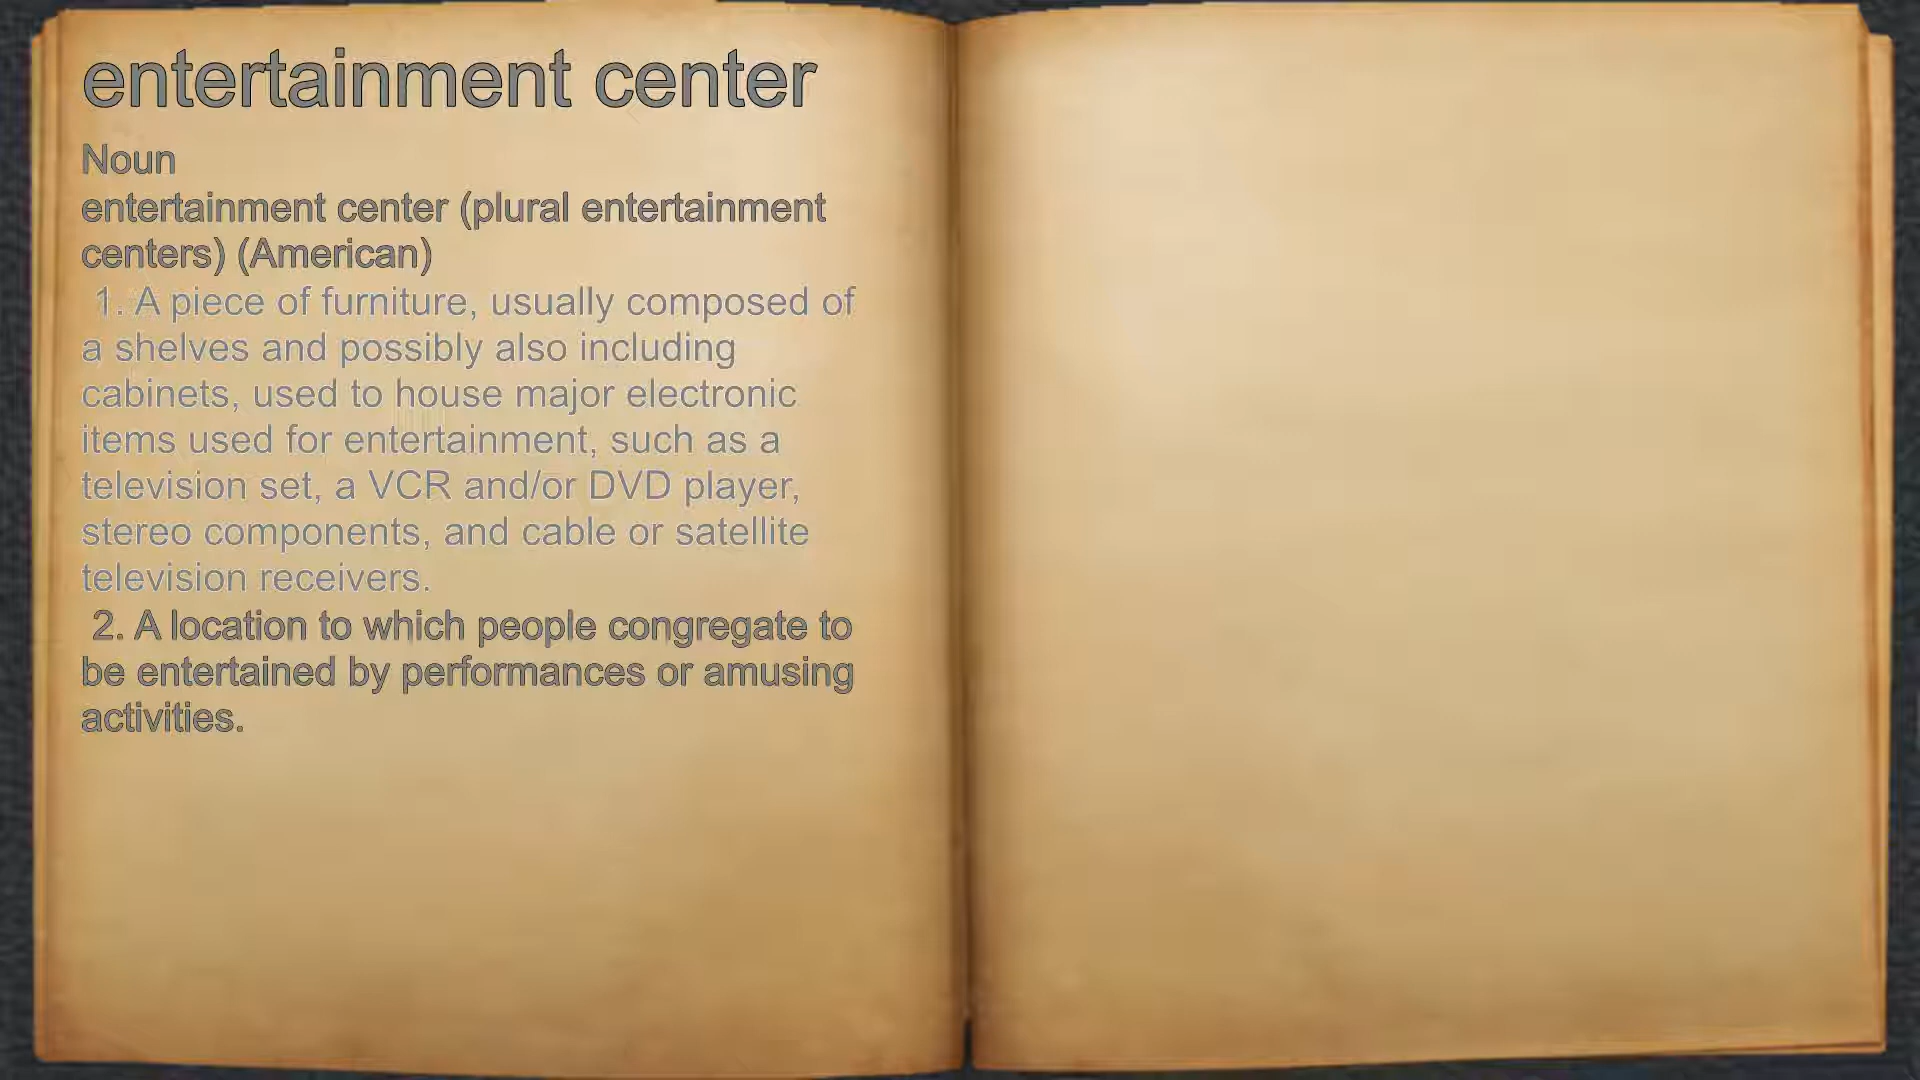 entertainment center
Noun
entertainment center (plural entertainment
centers) (American)
1. A piece of furniture, usually composed of
a shelves and possibly also including
cabinets, used to house major electronic
items used for entertainment, such as a
television set, a VCR and/or DVD player,
stereo components, and cable or satellite
television receivers.
2. A location to which people congregate to
be entertained by performances or amusing
activities.